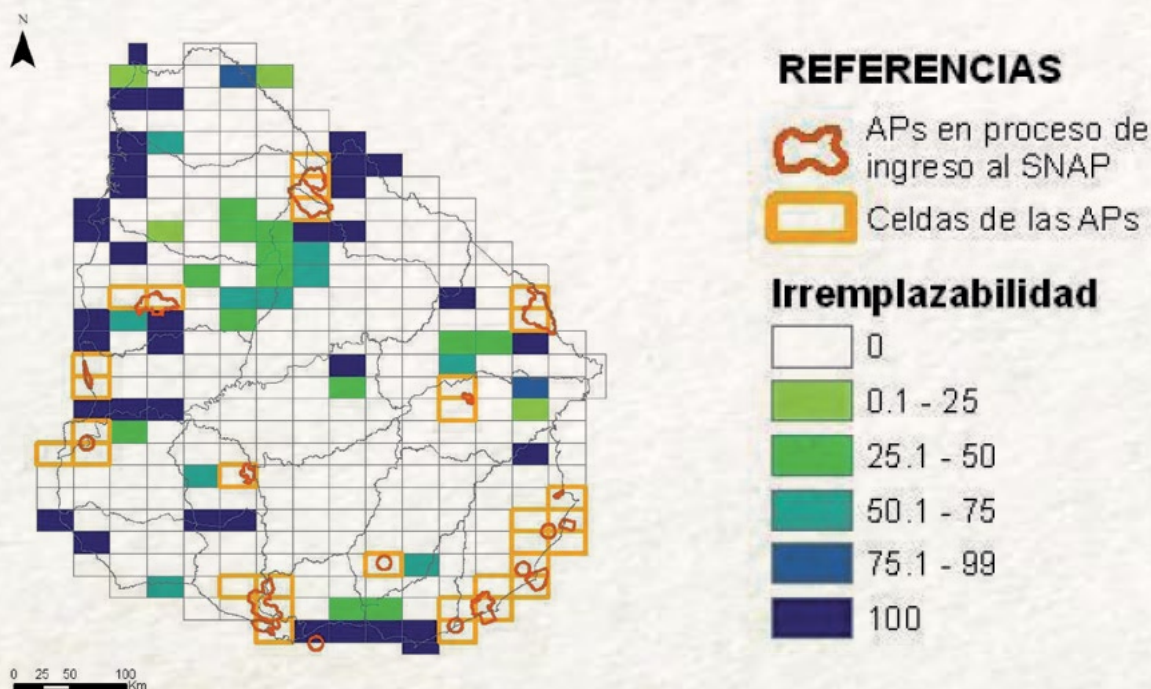 N
REFERENCIAS
APs en proceso de
ingreso al SNAP
Celdas de las APs
Irremplazabilidad
0
0.1 - 25
25.1 - 50
50.1 - 75
75.1 - 99
100
0 25 50 100
Km